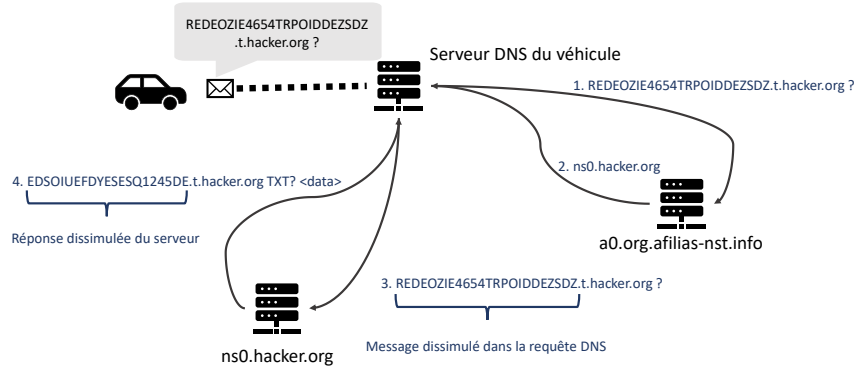 REDEOZIE4654TRPOIDDEZSDZ
.t.hacker.org ?
Serveur DNS du véhicule
1. REDEOZIE4654TRPOIDDEZSDZ.t.hacker.org ?
2. ns0.hacker.org
4. EDSOIUEFDYESESQ1245DE.t.hacker.org TXT? <data>
Réponse dissimulée du serveur
a0.org.afilias-nst.info
3. REDEOZIE4654TRPOIDDEZSDZ.t.hacker.org ?
Message dissimulé dans la requête DNS
ns0.hacker.org